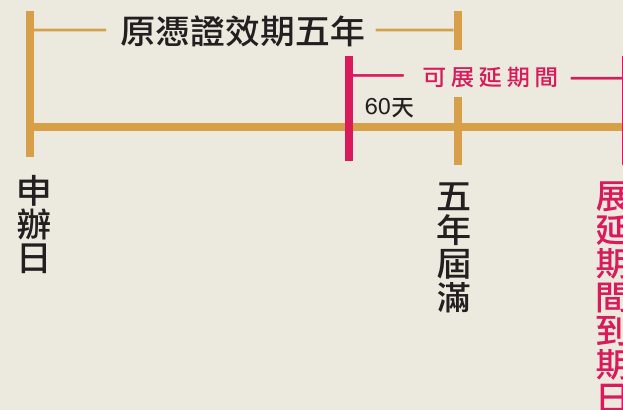 原憑證效期五年
可展延期間
60天
申辦日
五年屆滿
展延期間到期日